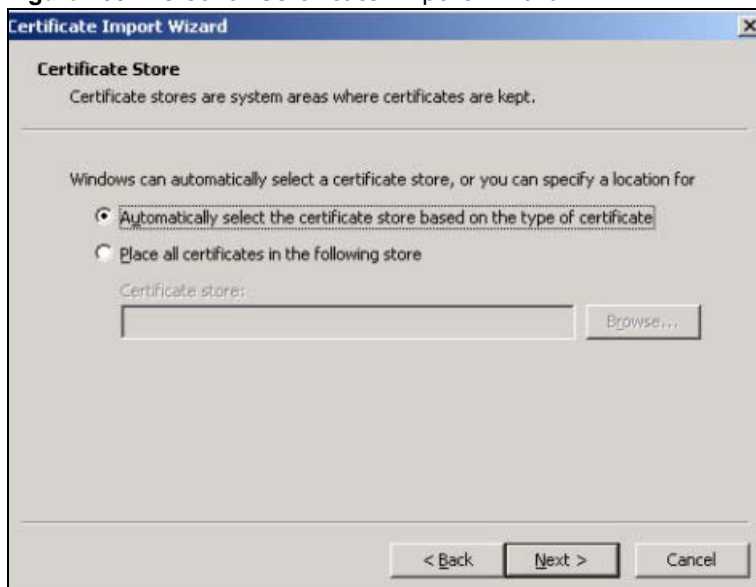 Certificate Import Wizard
Certificate Store
Certificate stores are system areas where certificates are kept.
Windows can automatically select a certificate store, or you can specify a location for
Automatically select the certificate store based on the type of certificate
Place all certificates in the following store
Certificate store:
Browse...
< Back
Next >
Cancel